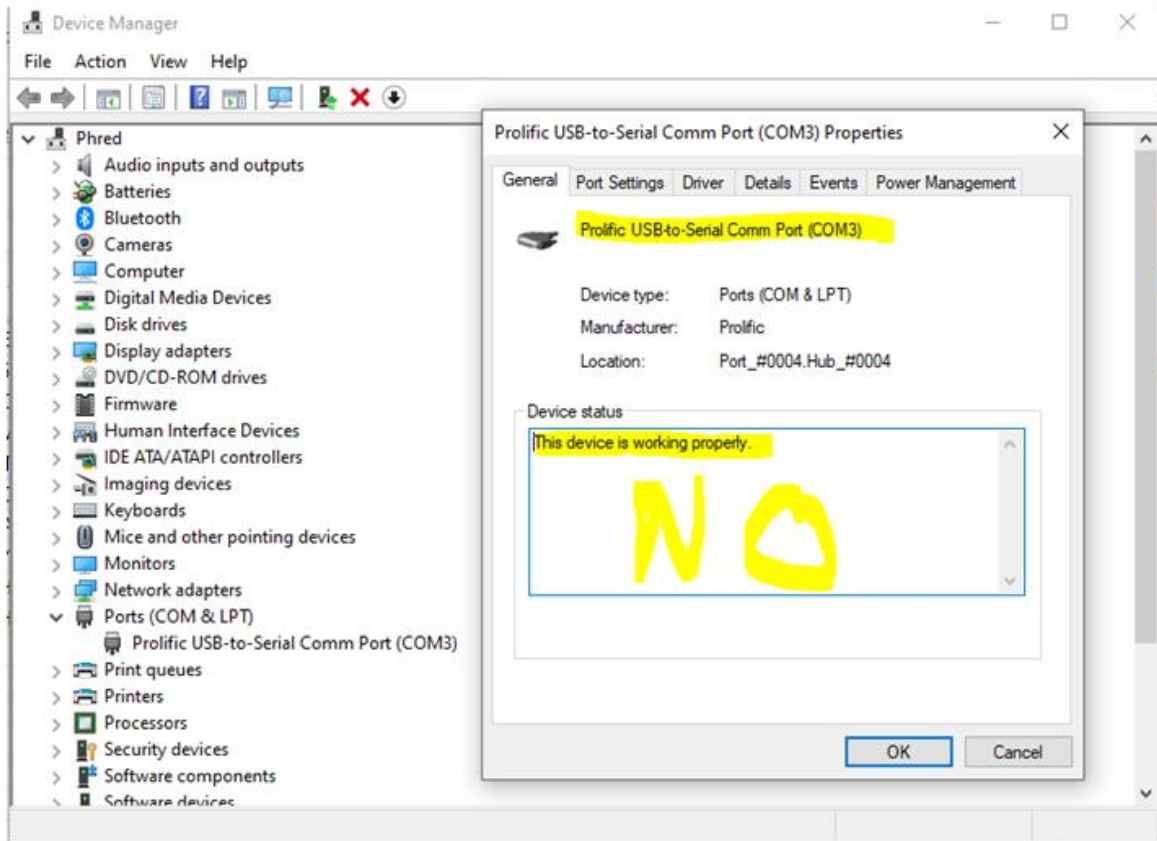 Device Manager
File Action View Help
Phred
Audio inputs and outputs
Batteries
Bluetooth
Cameras
Computer
Digital Media Devices
Disk drives
Display adapters
DVD/CD-ROM drives
Firmware
Human Interface Devices
IDE ATA/ATAPI controllers
Imaging devices
Keyboards
Mice and other pointing devices
Monitors
Network adapters
Ports (COM & LPT)
Prolific USB-to-Serial Comm Port (COM3)
Print queues
Printers
Processors
Security devices
Software components
Software devices
Prolific USB-to-Serial Comm Port (COM3) Properties
General Port Settings Driver Details Events Power Management
Prolific USB-to-Serial Comm Port (COM3)
Device type: Ports (COM & LPT)
Manufacturer: Prolific
Location: Port_#0004.Hub_#0004
Device status
This device is working properly.
NO
OK Cancel